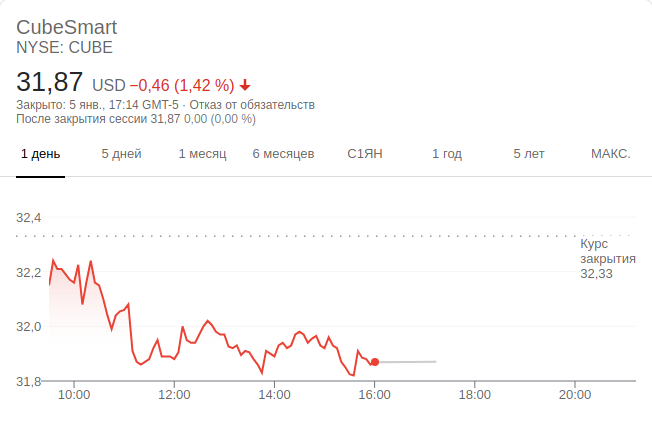 CubeSmart
NYSE: CUBE
31,87 USD −0,46 (1,42 %)
Закрыто: 5 янв., 17:14 GMT-5 · Отказ от обязательств
После закрытия сессии 31,87 0,00 (0,00 %)
1 день 5 дней 1 месяц 6 месяцев С1ЯН 1 год 5 лет МАКС.
32,4
Курс
закрытия
32,33
32,2
32,0
31,8
10:00 12:00 14:00 16:00 18:00 20:00